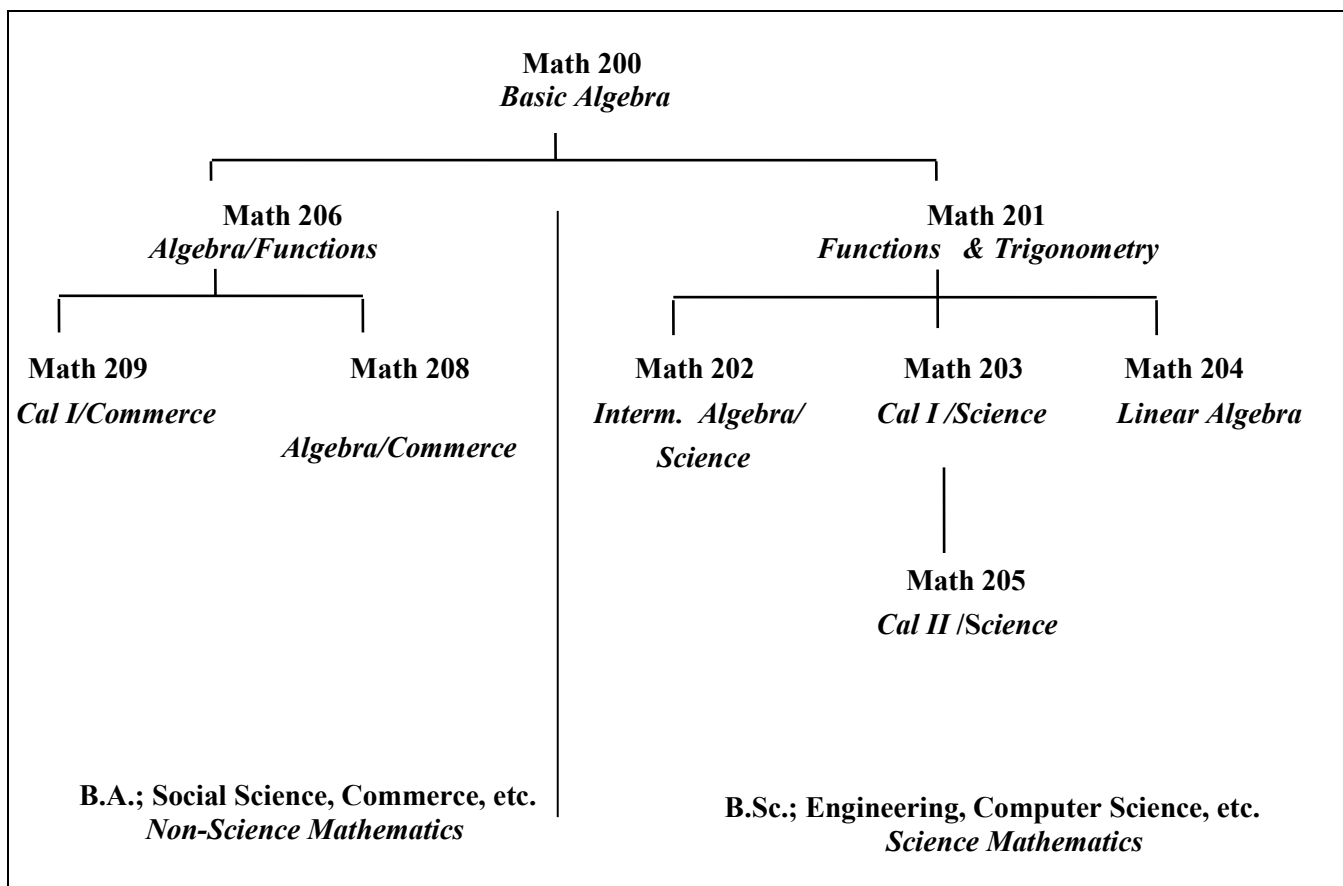 Math 200
Basic Algebra
Math 206
Algebra/Functions
Math 201
Functions & Trigonometry
Math 209
Cal I/Commerce
Math 208
Algebra/Commerce
Math 202
Interm. Algebra/
Science
Math 203
Cal I /Science
Math 204
Linear Algebra
Math 205
Cal II /Science
B.A.; Social Science, Commerce, etc.
Non-Science Mathematics
B.Sc.; Engineering, Computer Science, etc.
Science Mathematics